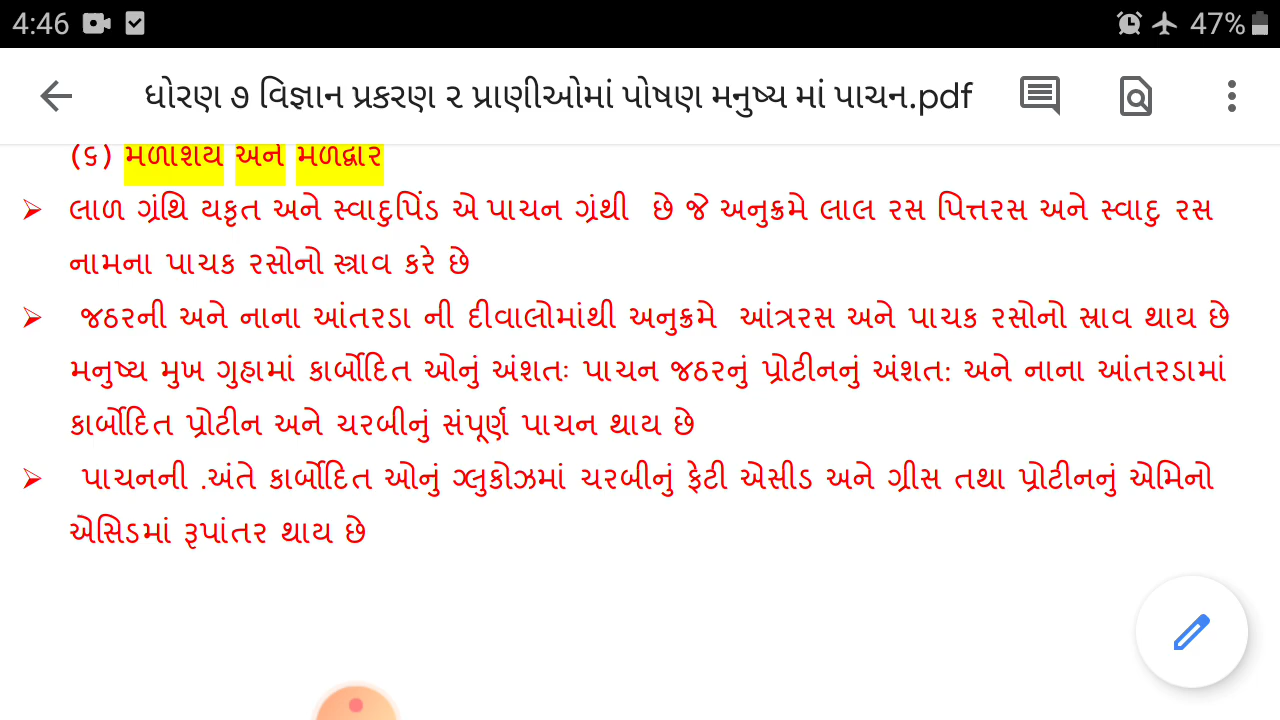 4:46 47%
ધોરણ ૭ વિજ્ઞાન પ્રકરણ ૨ પ્રાણીઓમાં પોષણ મનુષ્ય માં પાચન.pdf
(૬) મળાશય અને મળદ્વાર
➢ લાળ ગ્રંથિ યકૃત અને સ્વાદુપિંડ એ પાચન ગ્રંથી છે જે અનુક્રમે લાલ રસ પિત્તરસ અને સ્વાદુ રસ
નામના પાચક રસોનો સ્ત્રાવ કરે છે
➢ જઠરની અને નાના આંતરડા ની દીવાલોમાંથી અનુક્રમે આંત્રરસ અને પાચક રસોનો સ્રાવ થાય છે
મનુષ્ય મુખ ગુહામાં કાર્બોદિત ઓનું અંશતઃ પાચન જઠરનું પ્રોટીનનું અંશત: અને નાના આંતરડામાં
કાર્બોદિત પ્રોટીન અને ચરબીનું સંપૂર્ણ પાચન થાય છે
➢ પાચનની .અંતે કાર્બોદિત ઓનું ગ્લુકોઝમાં ચરબીનું ફેટી એસીડ અને ગ્રીસ તથા પ્રોટીનનું એમિનો
એસિડમાં રૂપાંતર થાય છે